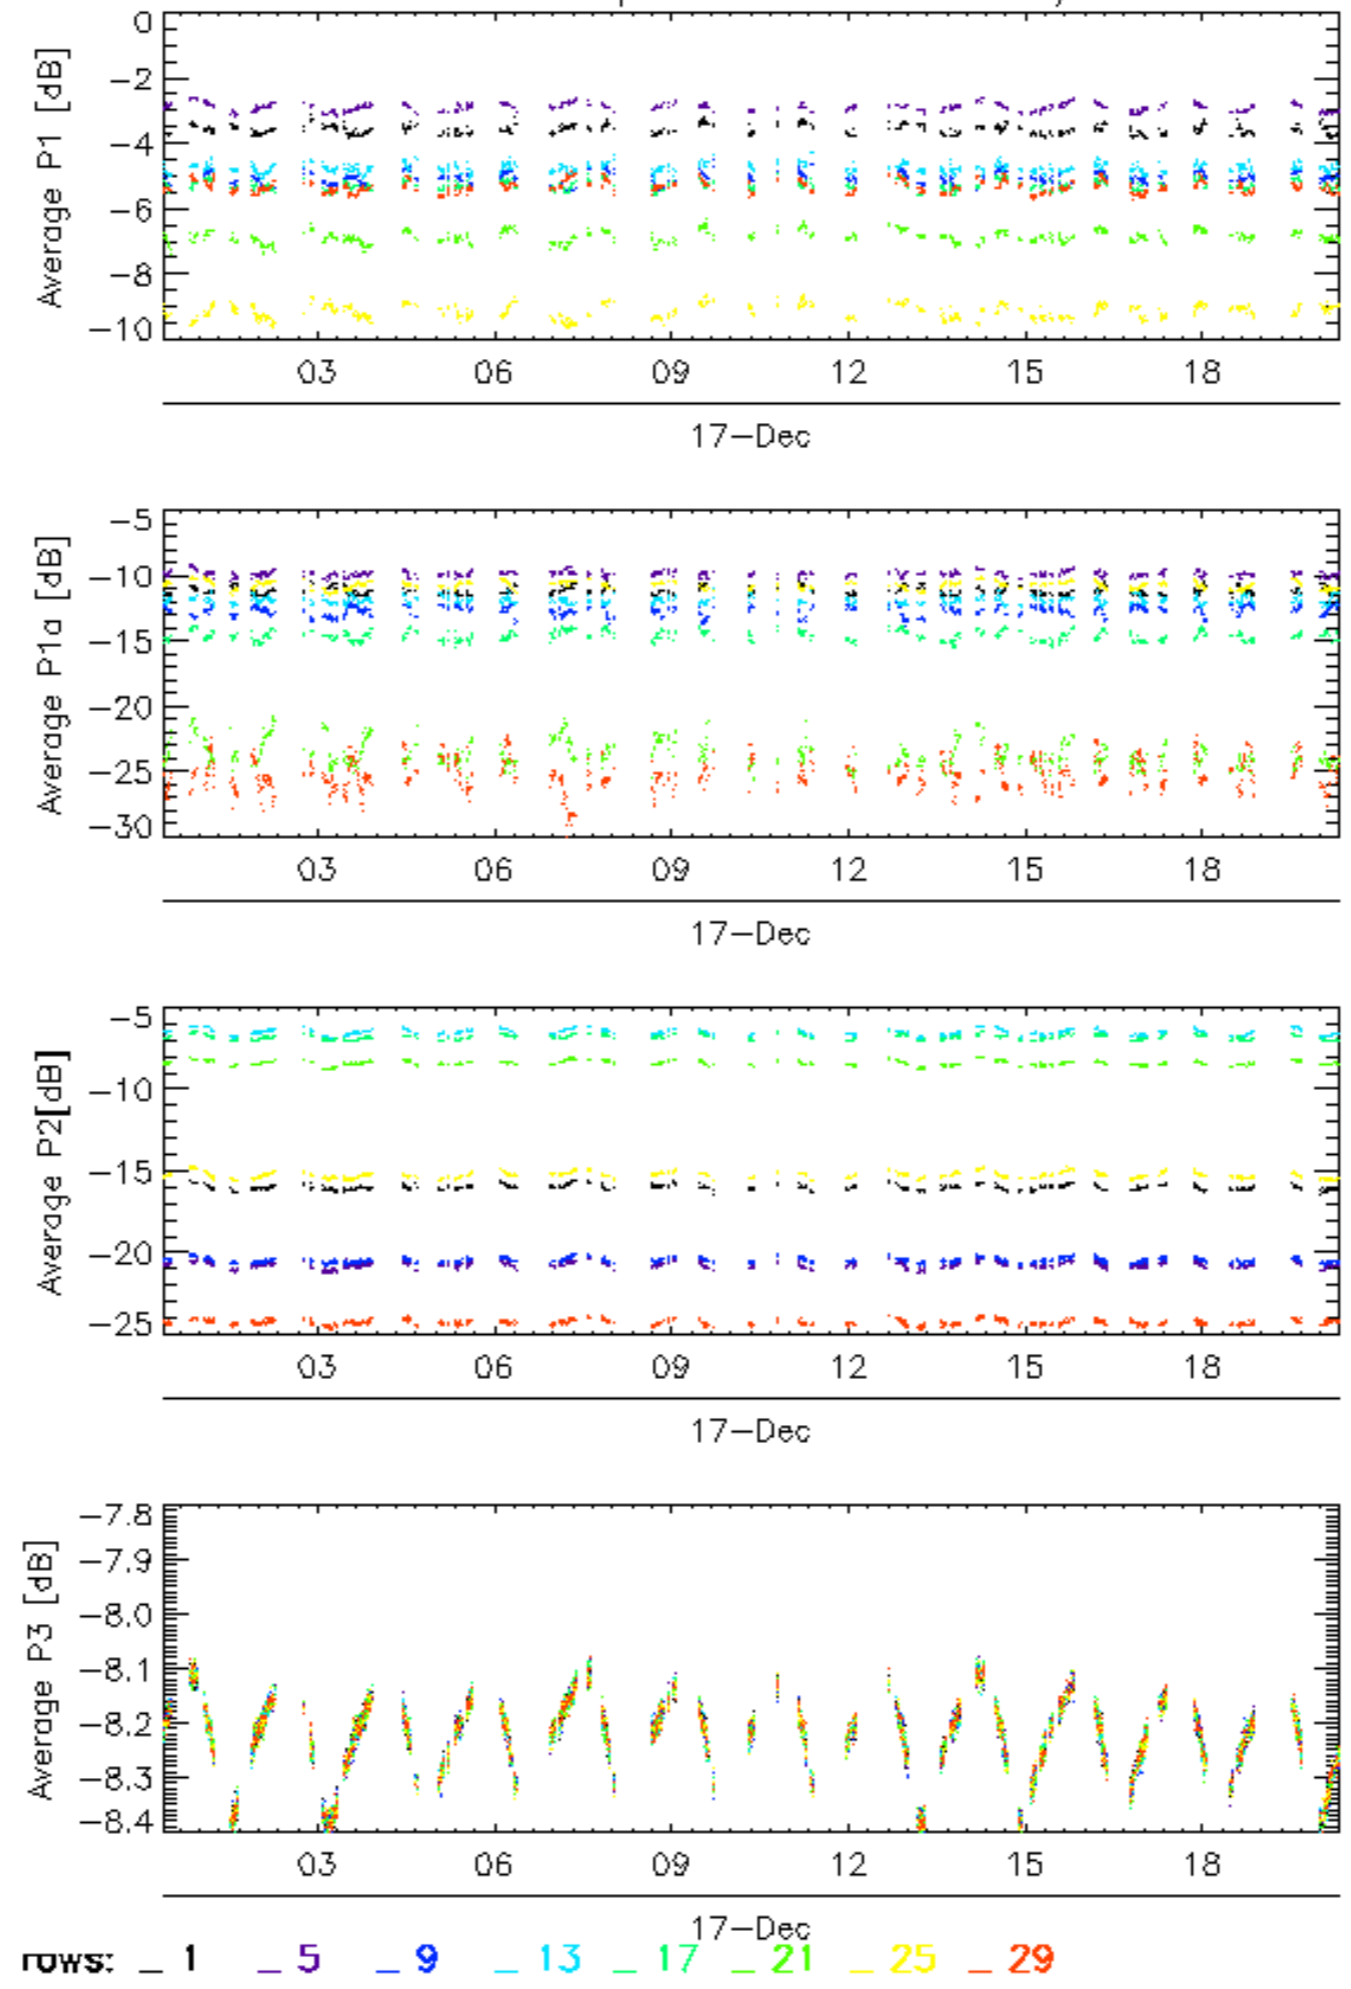 0
−2
−4
−6
−8
−10
Average P1 [dB]
03 06 09 12 15 18
17−Dec
−5
−10
−15
−20
−25
−30
Average P1a [dB]
03 06 09 12 15 18
17−Dec
−5
−10
−15
−20
−25
Average P2[dB]
03 06 09 12 15 18
17−Dec
−7.8
−7.9
−8.0
−8.1
−8.2
−8.3
−8.4
Average P3 [dB]
03 06 09 12 15 18
17−Dec
rows: _ 1 _ 5 _ 9 _ 13 _ 17 _ 21 _ 25 _ 29